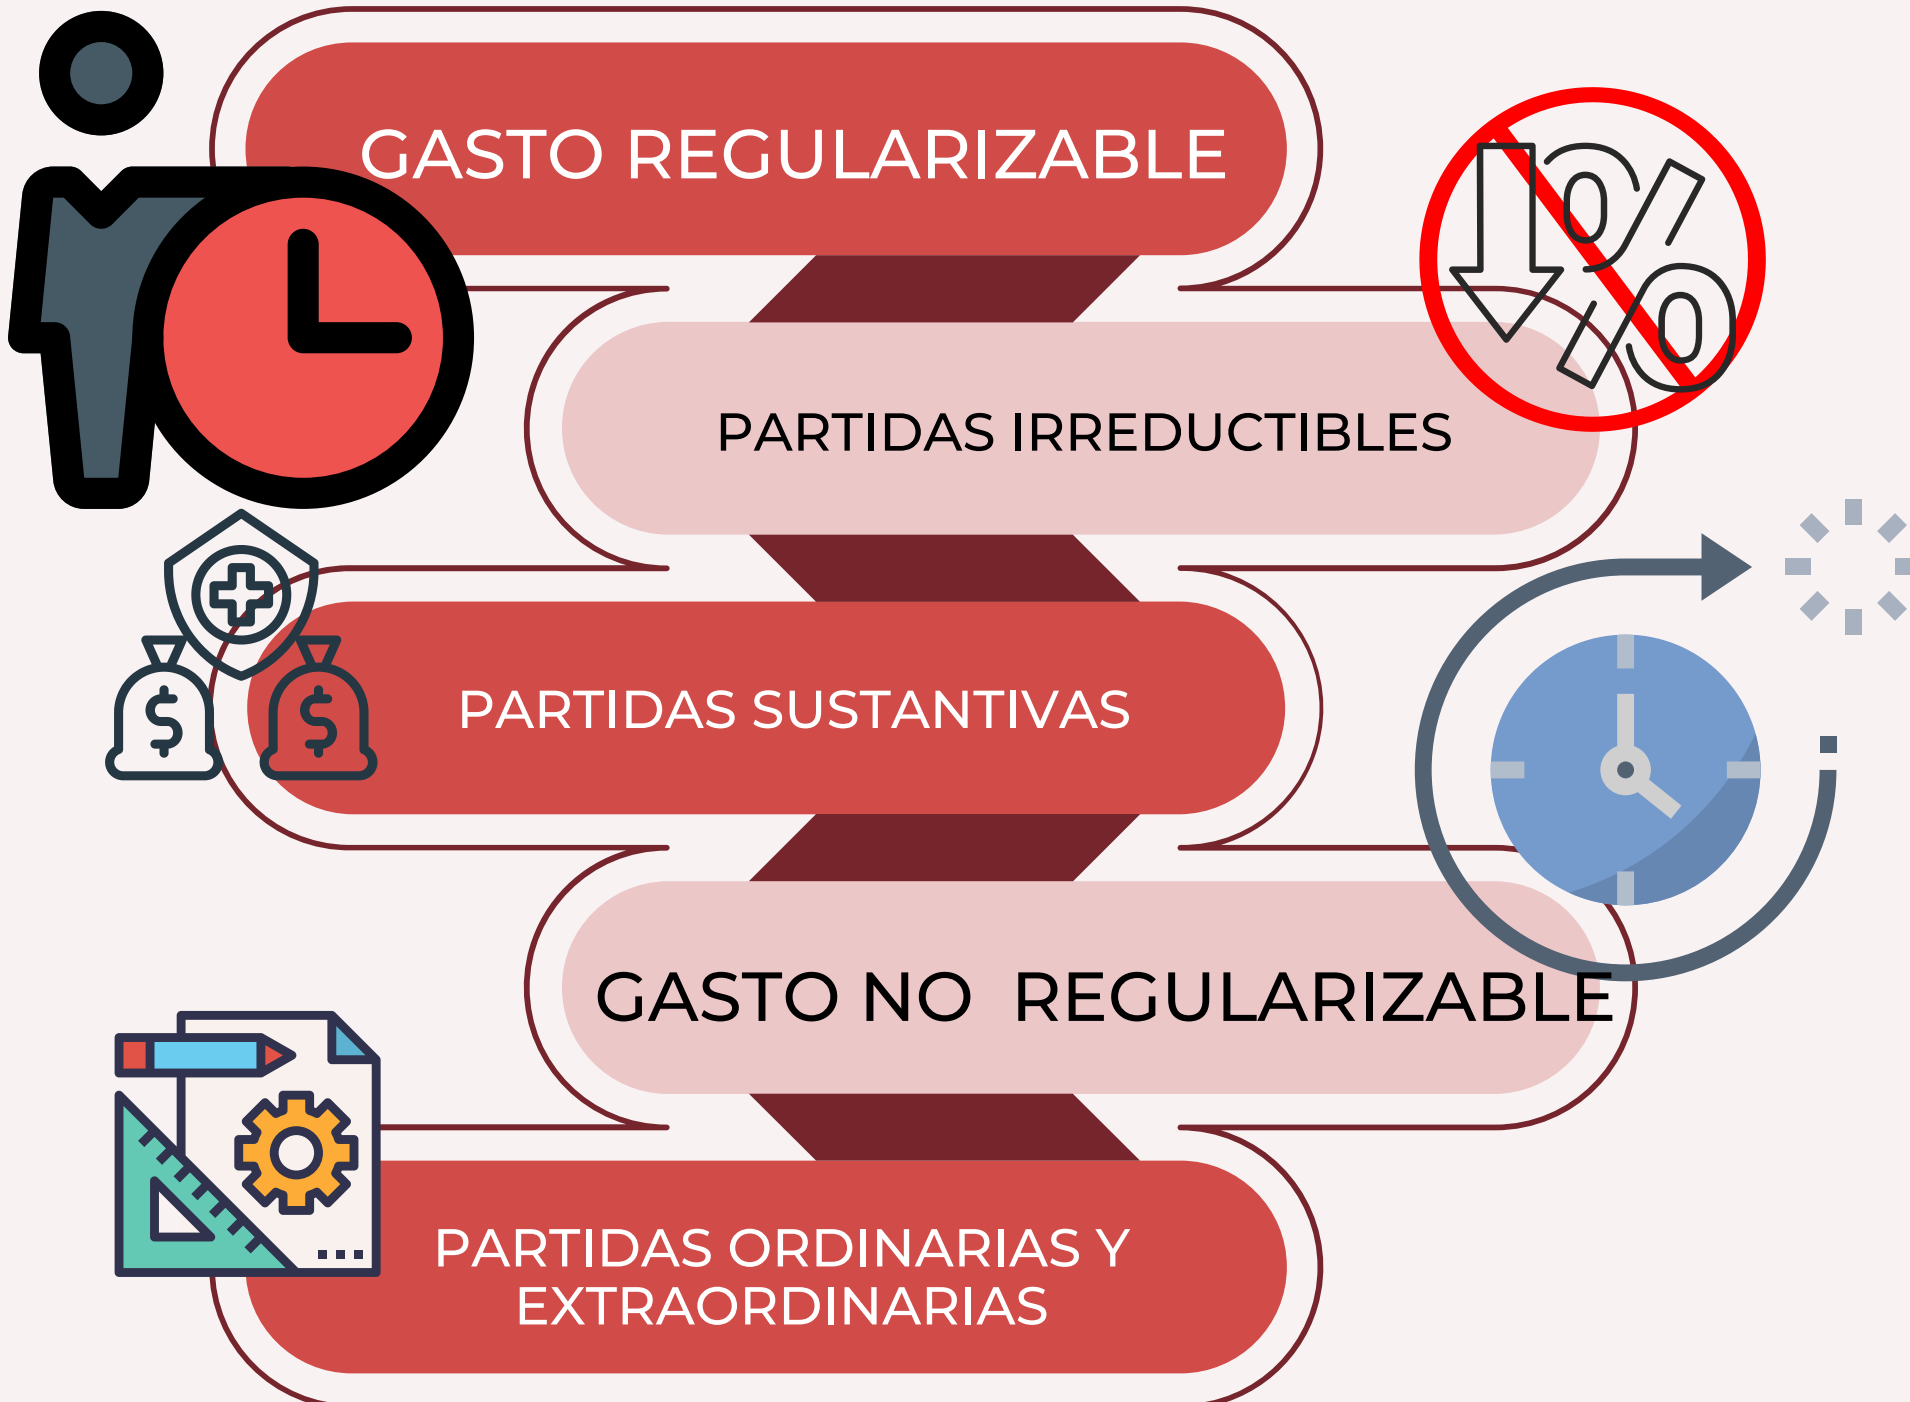 GASTO REGULARIZABLE
PARTIDAS IRREDUCTIBLES
PARTIDAS SUSTANTIVAS
GASTO NO REGULARIZABLE
PARTIDAS ORDINARIAS Y
EXTRAORDINARIAS